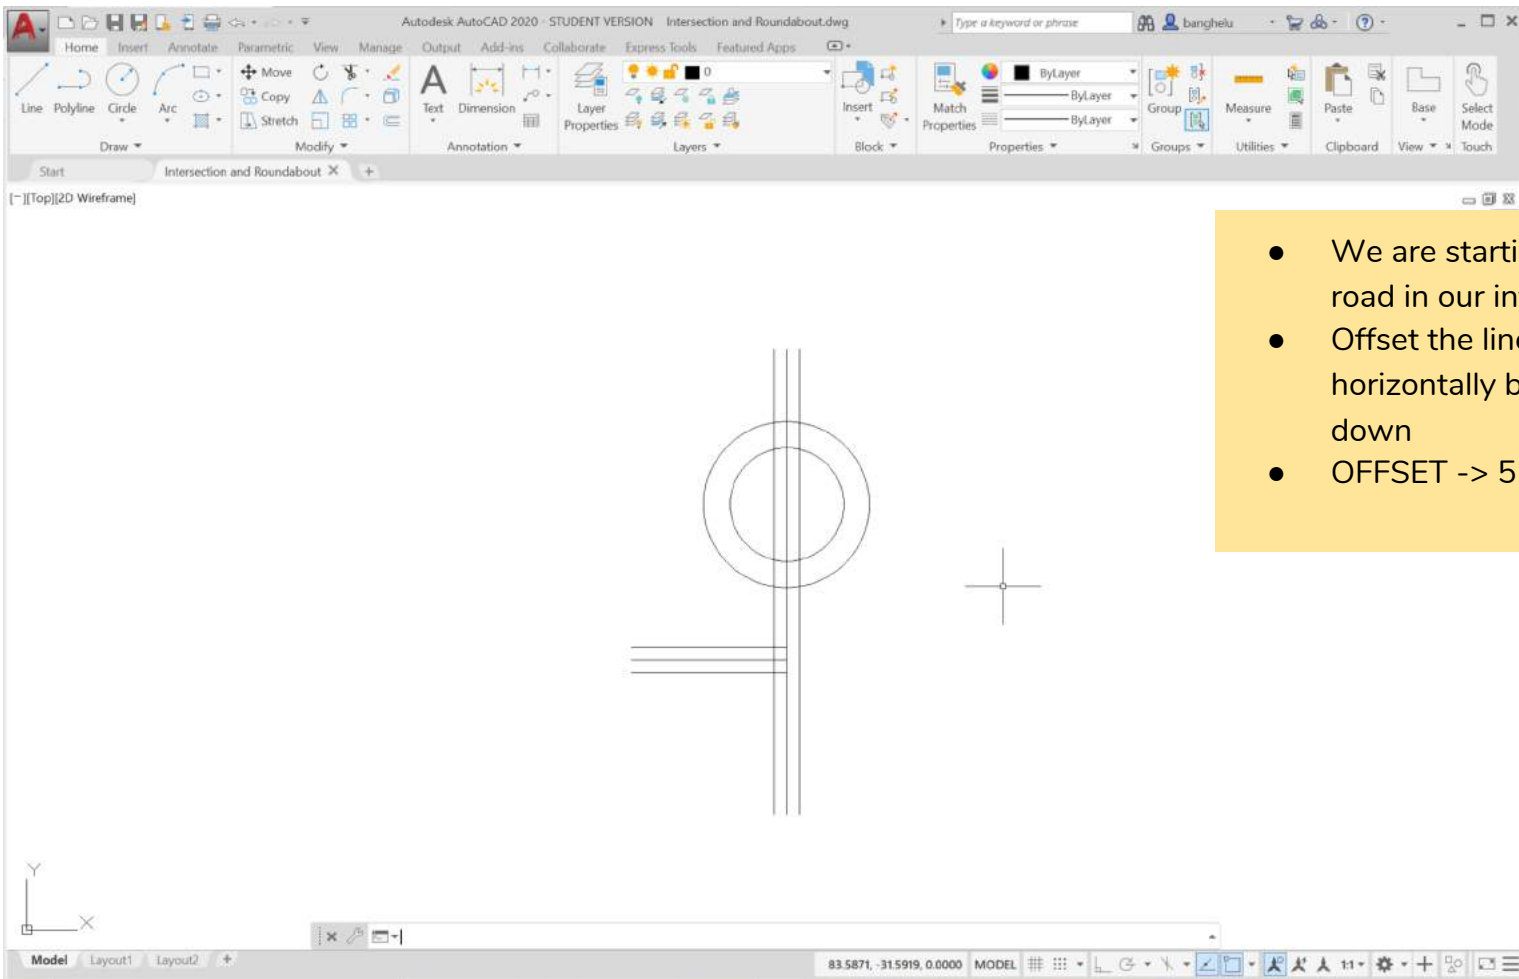 Autodesk AutoCAD 2020 - STUDENT VERSION Intersection and Roundabout.dwg Type a keyword or phrase banghelu
Home Insert Annotate Parametric View Manage Output Add-ins Collaborate Express Tools Featured Apps
Move 0 ByLayer
Line Polyline Circle Arc Copy Text Dimension Layer Properties Insert Match Properties ByLayer Group Measure Paste Base Select Mode
Stretch ByLayer
Draw Modify Annotation Layers Block Properties Groups Utilities Clipboard View Touch
Start Intersection and Roundabout +
[-][Top][2D Wireframe]
● We are starti
road in our in
● Offset the line
horizontally b
down
● OFFSET -> 5
Y
X
Model Layout1 Layout2 + 83.5871, -31.5919, 0.0000 MODEL 1:1